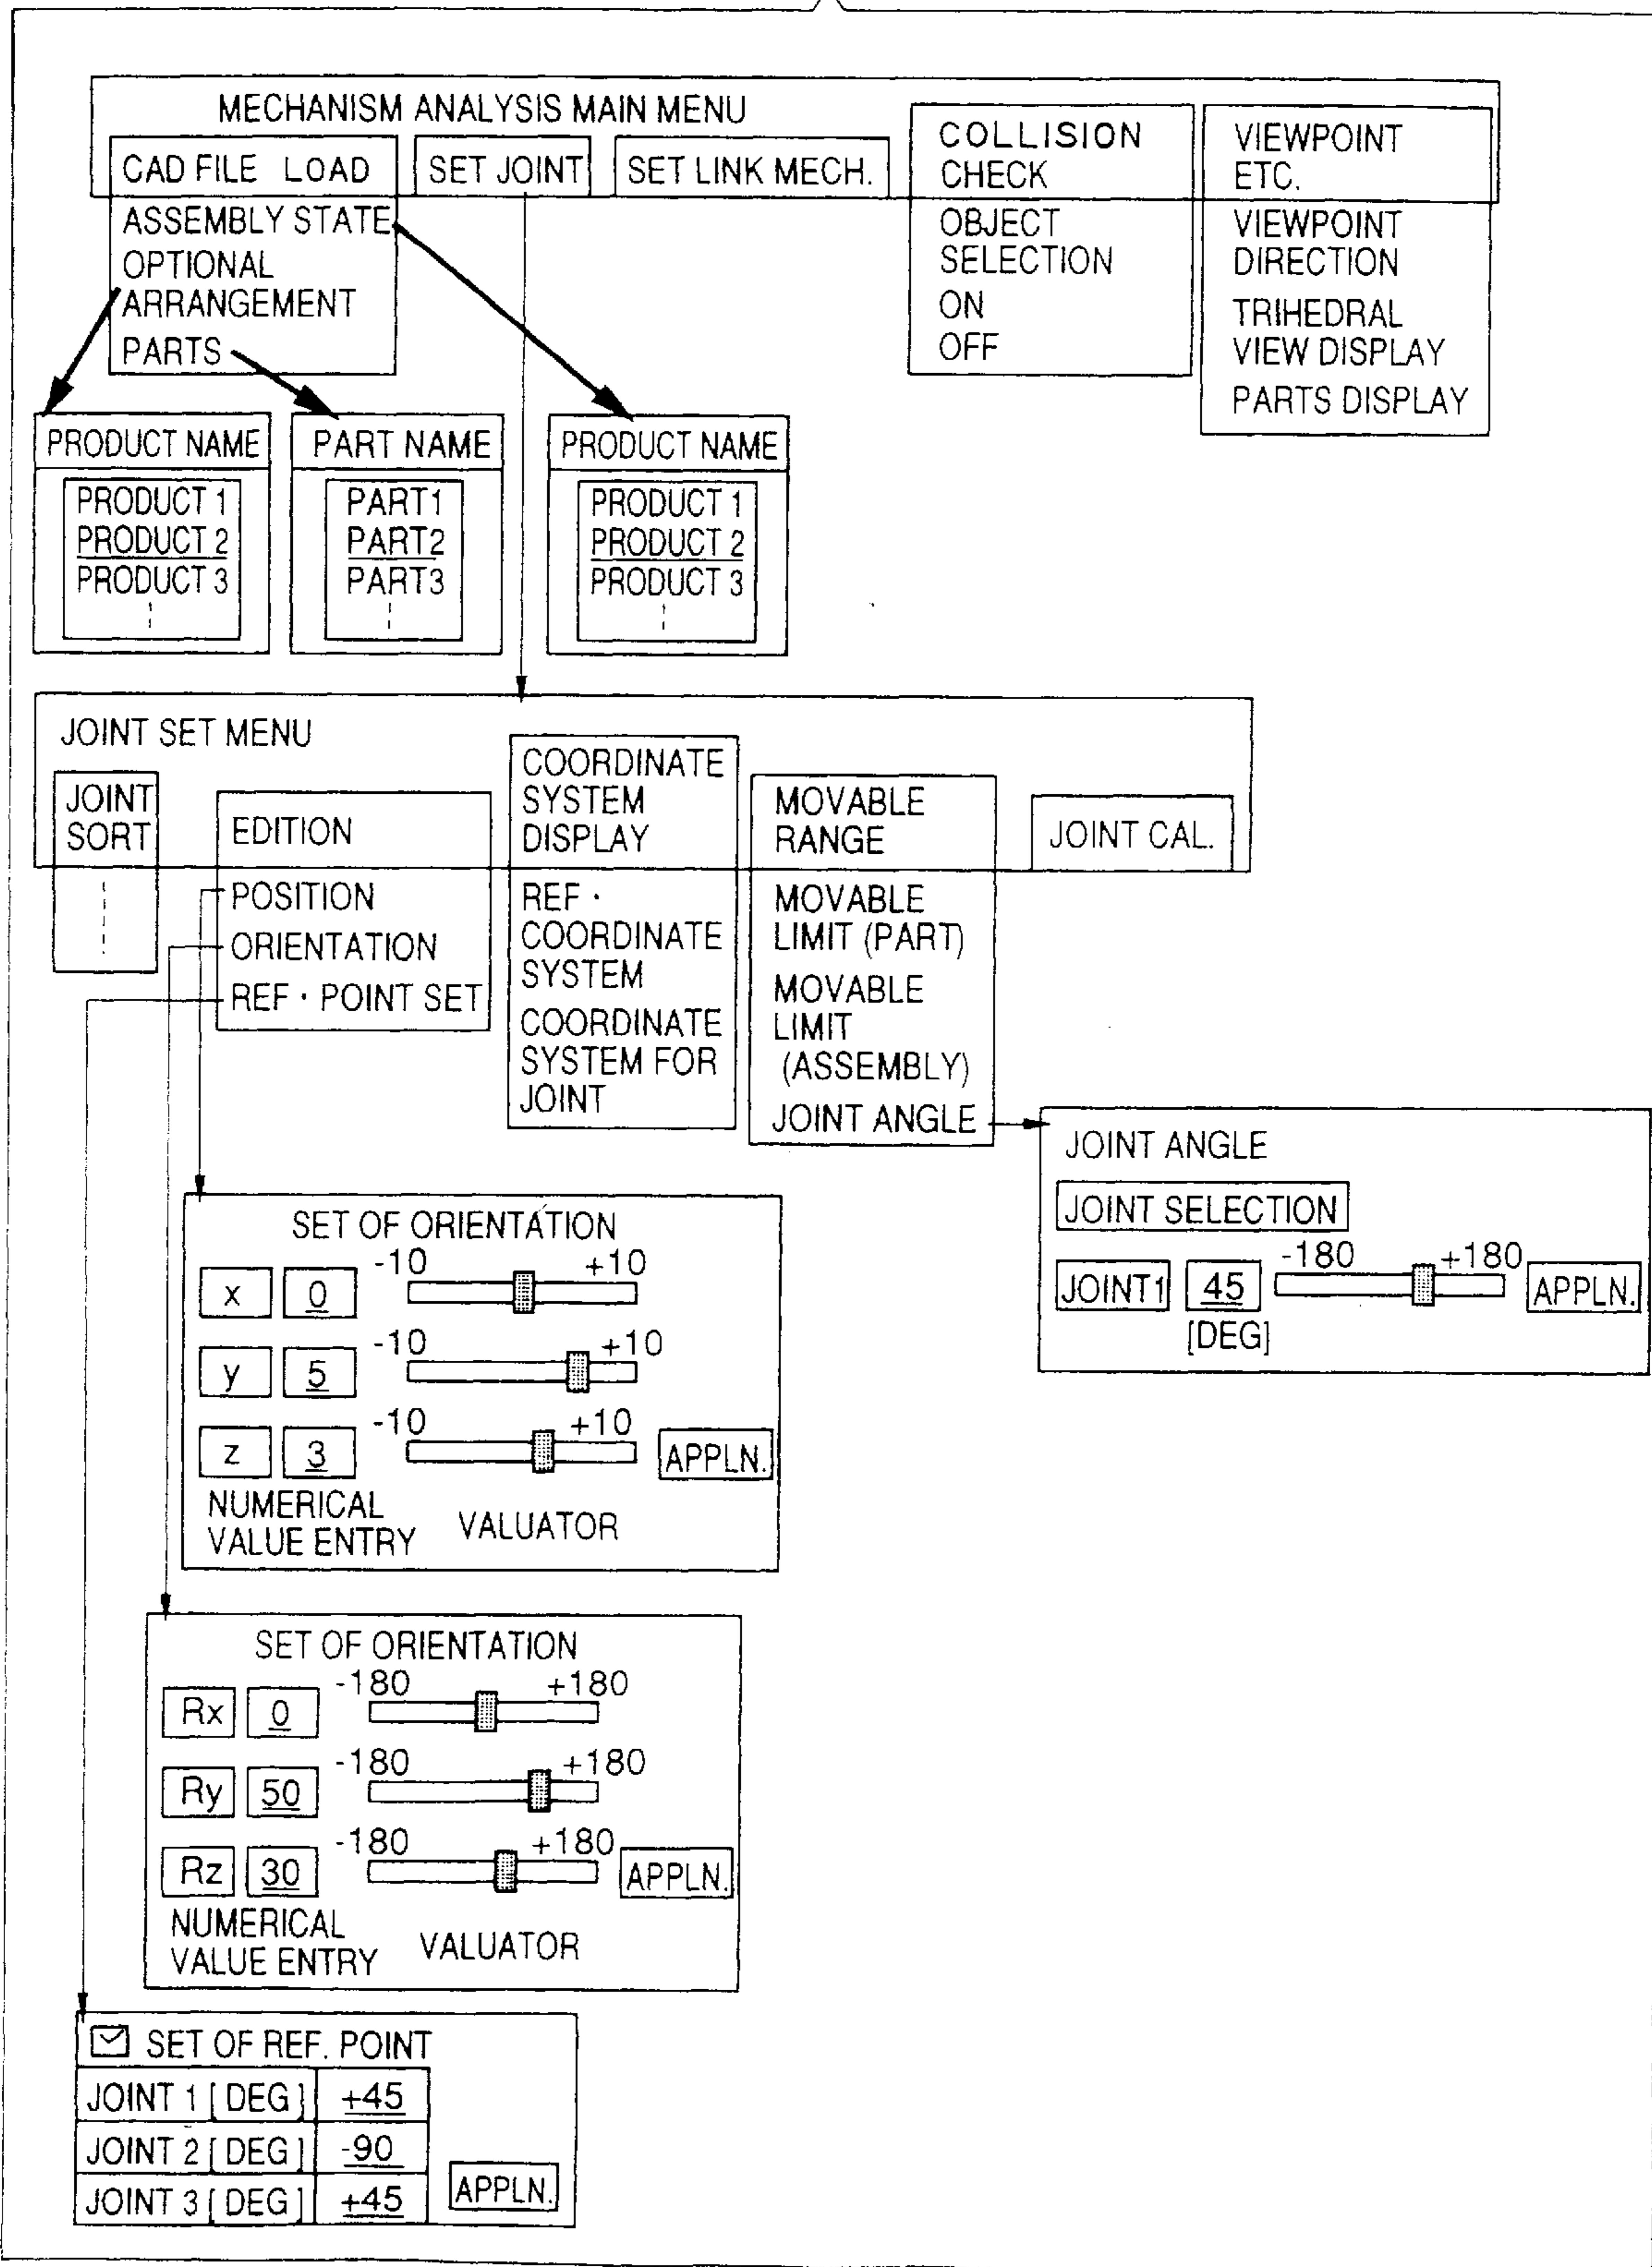 MECHANISM ANALYSIS MAIN MENU
CAD FILE LOAD
ASSEMBLY STATE
OPTIONAL
ARRANGEMENT
PARTS
SET JOINT
SET LINK MECH.
COLLISION
CHECK
OBJECT
SELECTION
ON
OFF
VIEWPOINT
ETC.
VIEWPOINT
DIRECTION
TRIHEDRAL
VIEW DISPLAY
PARTS DISPLAY
PRODUCT NAME
PRODUCT 1
PRODUCT 2
PRODUCT 3
PART NAME
PART1
PART2
PART3
PRODUCT NAME
PRODUCT 1
PRODUCT 2
PRODUCT 3
JOINT SET MENU
JOINT
SORT
EDITION
POSITION
ORIENTATION
REF · POINT SET
COORDINATE
SYSTEM
DISPLAY
REF ·
COORDINATE
SYSTEM
COORDINATE
SYSTEM FOR
JOINT
MOVABLE
RANGE
MOVABLE
LIMIT (PART)
MOVABLE
LIMIT
(ASSEMBLY)
JOINT ANGLE
JOINT CAL.
JOINT ANGLE
JOINT SELECTION
JOINT1 45 -180 +180 APPLN.
[DEG]
SET OF ORIENTATION
x 0 -10 +10
y 5 -10 +10
z 3 -10 +10 APPLN.
NUMERICAL
VALUE ENTRY
VALUATOR
SET OF ORIENTATION
Rx 0 -180 +180
Ry 50 -180 +180
Rz 30 -180 +180 APPLN.
NUMERICAL
VALUE ENTRY
VALUATOR
SET OF REF. POINT
JOINT 1 [DEG] +45
JOINT 2 [DEG] -90
JOINT 3 [DEG] +45
APPLN.